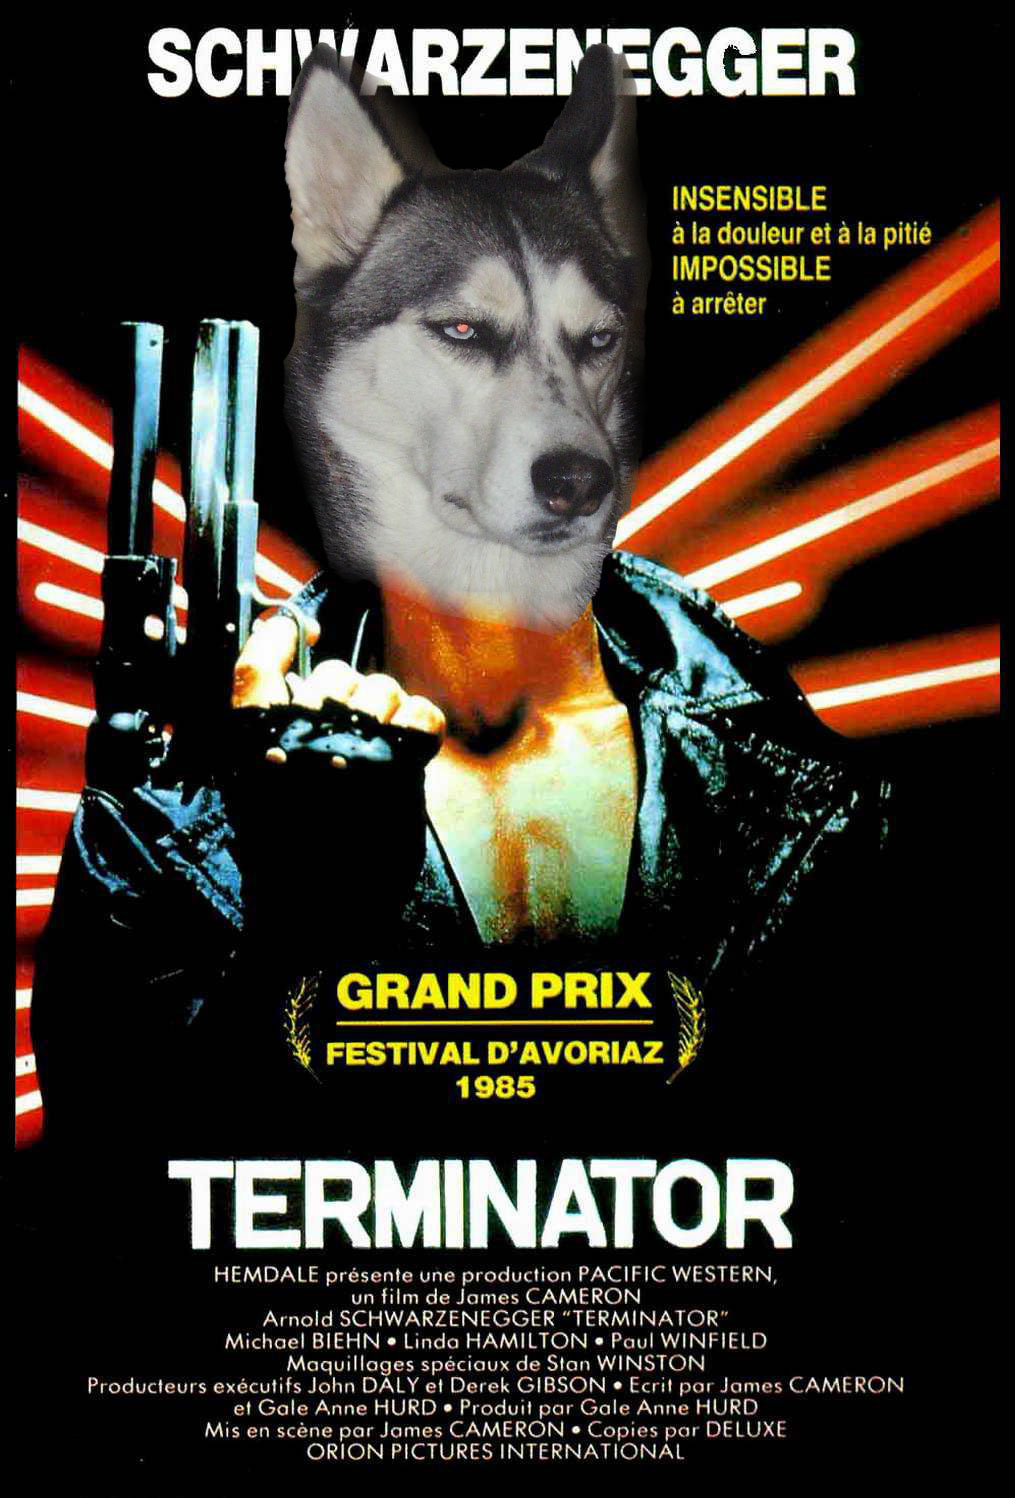 SCHWARZENEGGER
INSENSIBLE
à la douleur et à la pitié
IMPOSSIBLE
à arrêter
GRAND PRIX
FESTIVAL D'AVORIAZ
1985
TERMINATOR
HEMDALE présente une production PACIFIC WESTERN,
un film de James CAMERON
Arnold SCHWARZENEGGER "TERMINATOR"
Michael BIEHN • Linda HAMILTON • Paul WINFIELD
Maquillages spéciaux de Stan WINSTON
Producteurs exécutifs John DALY et Derek GIBSON • Ecrit par James CAMERON
et Gale Anne HURD • Produit par Gale Anne HURD
Mis en scène par James CAMERON • Copies par DELUXE
ORION PICTURES INTERNATIONAL